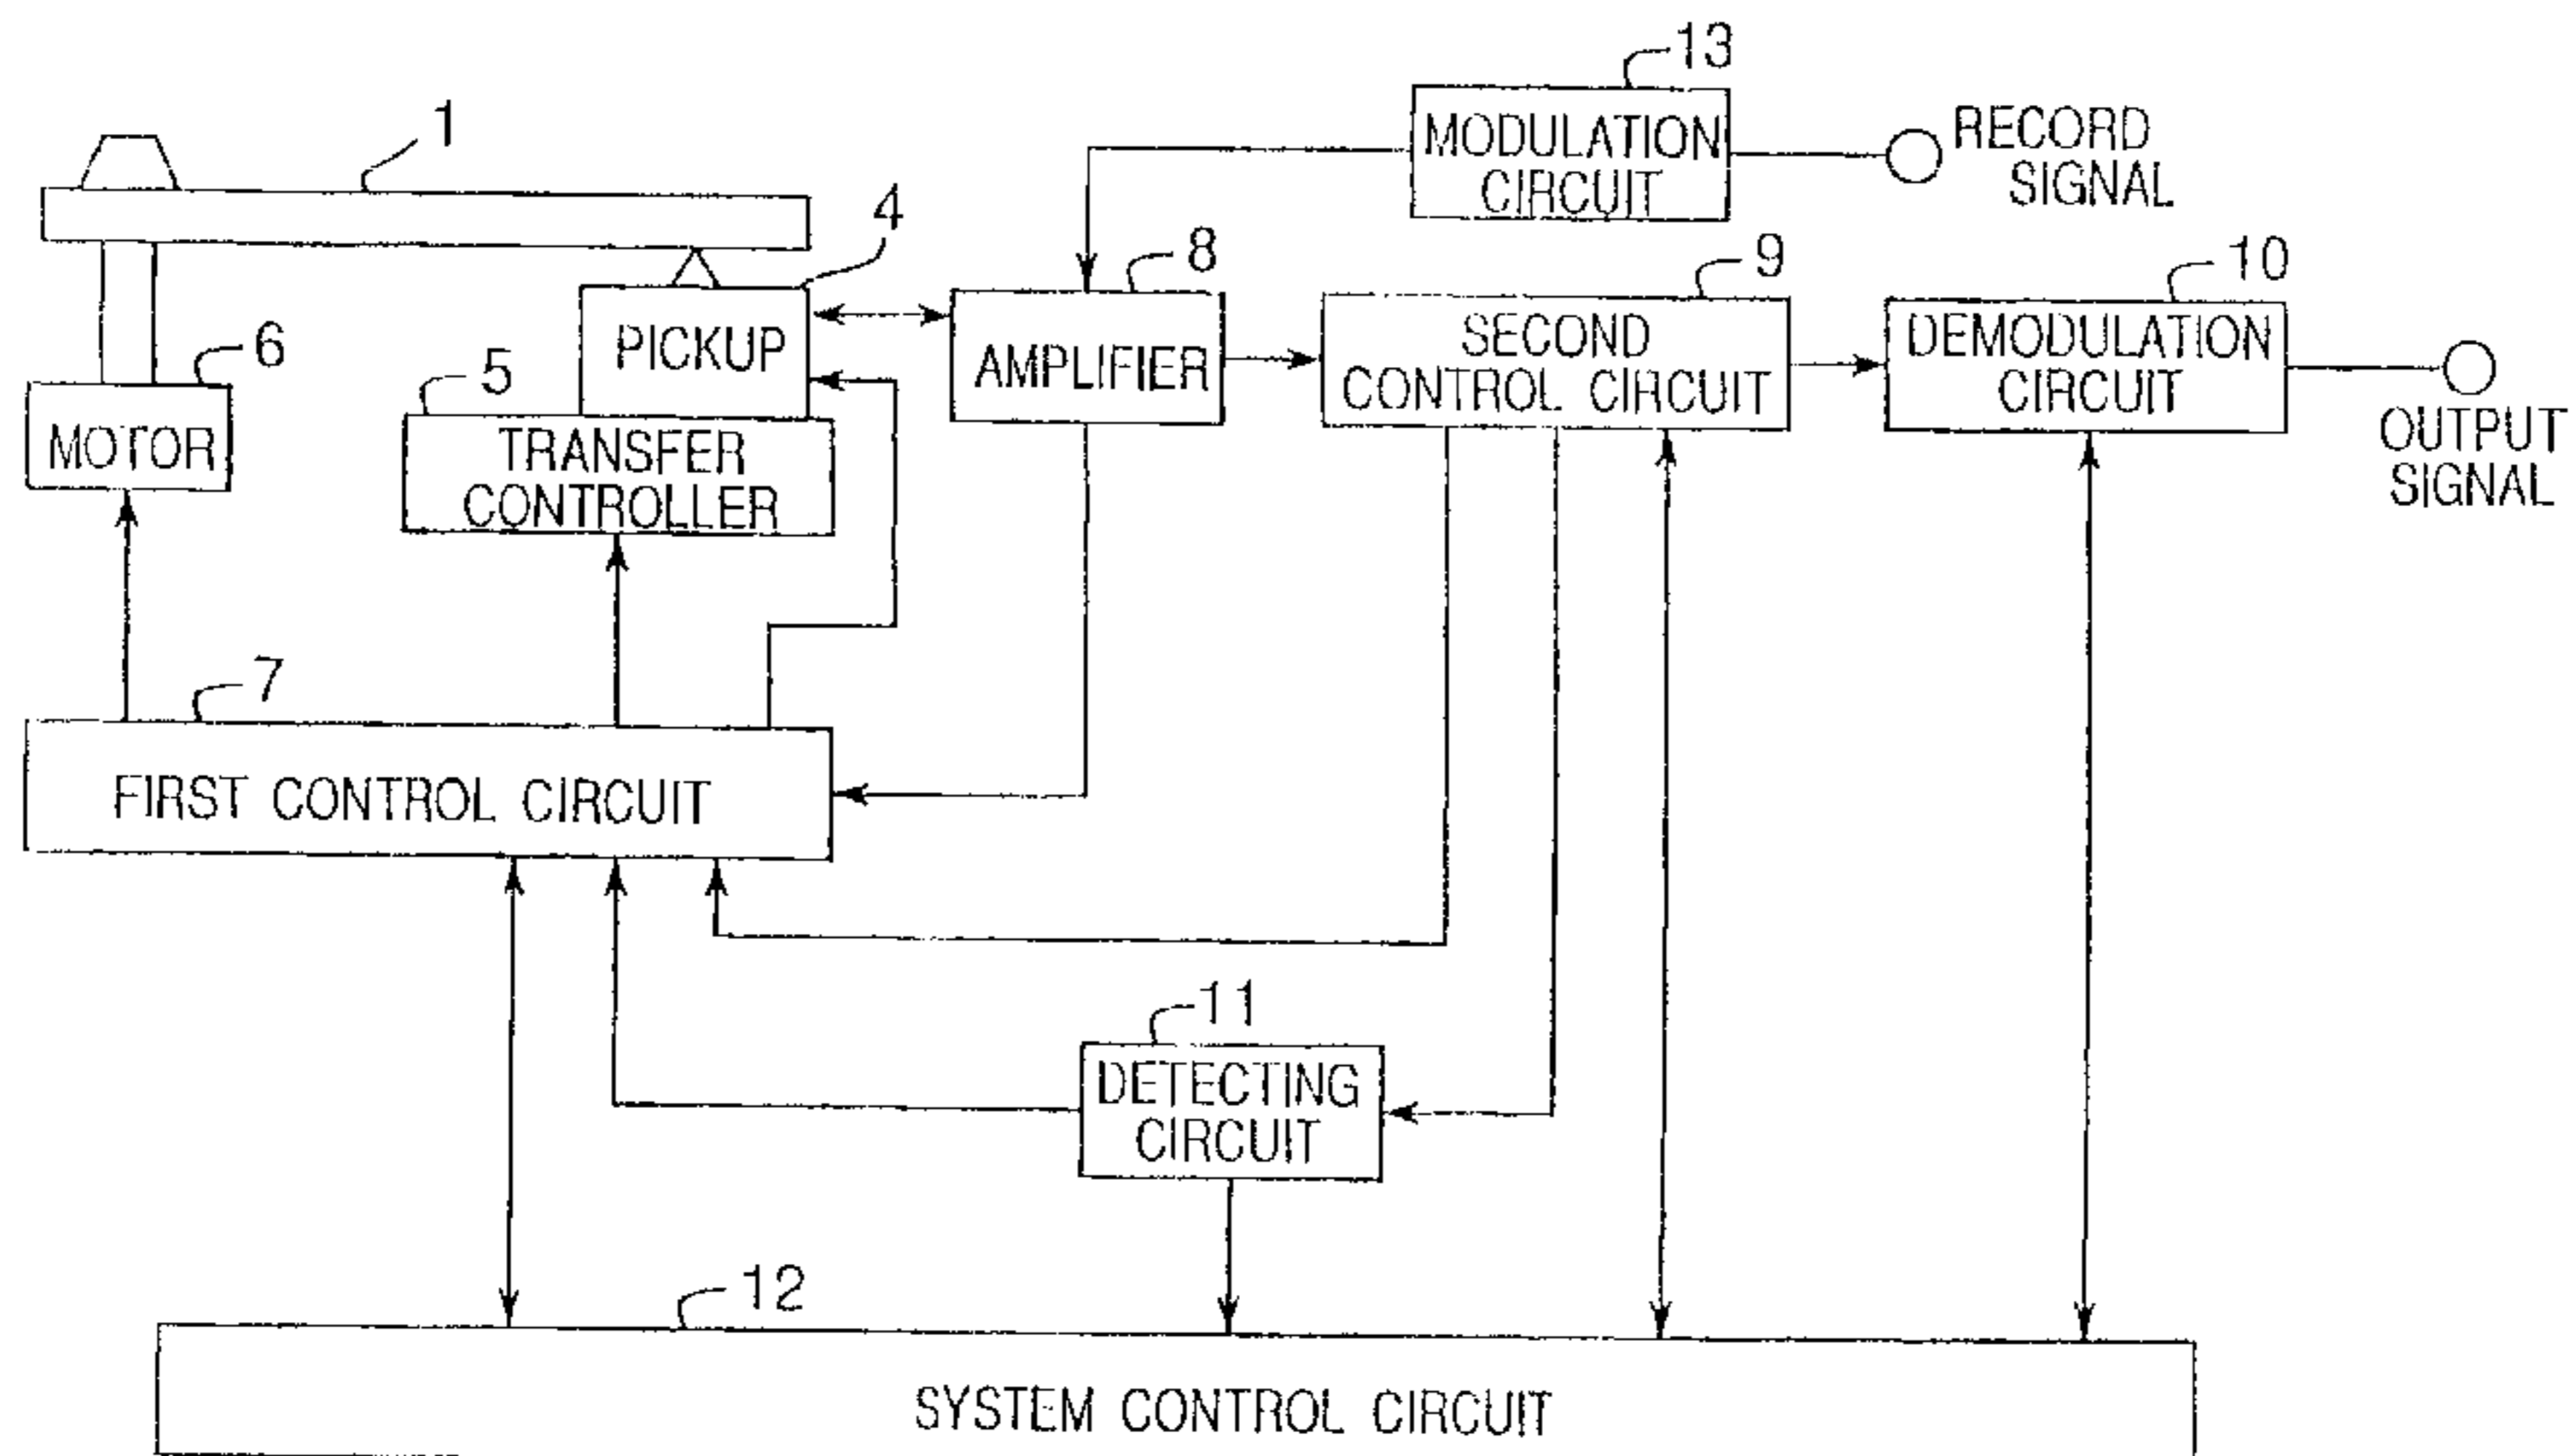 13
MODULATION
CIRCUIT
RECORD
SIGNAL
1
4
8
9
10
6
5
PICKUP
AMPLIFIER
SECOND
CONTROL CIRCUIT
DEMODULATION
CIRCUIT
OUTPUT
SIGNAL
MOTOR
TRANSFER
CONTROLLER
7
FIRST CONTROL CIRCUIT
11
DETECTING
CIRCUIT
12
SYSTEM CONTROL CIRCUIT